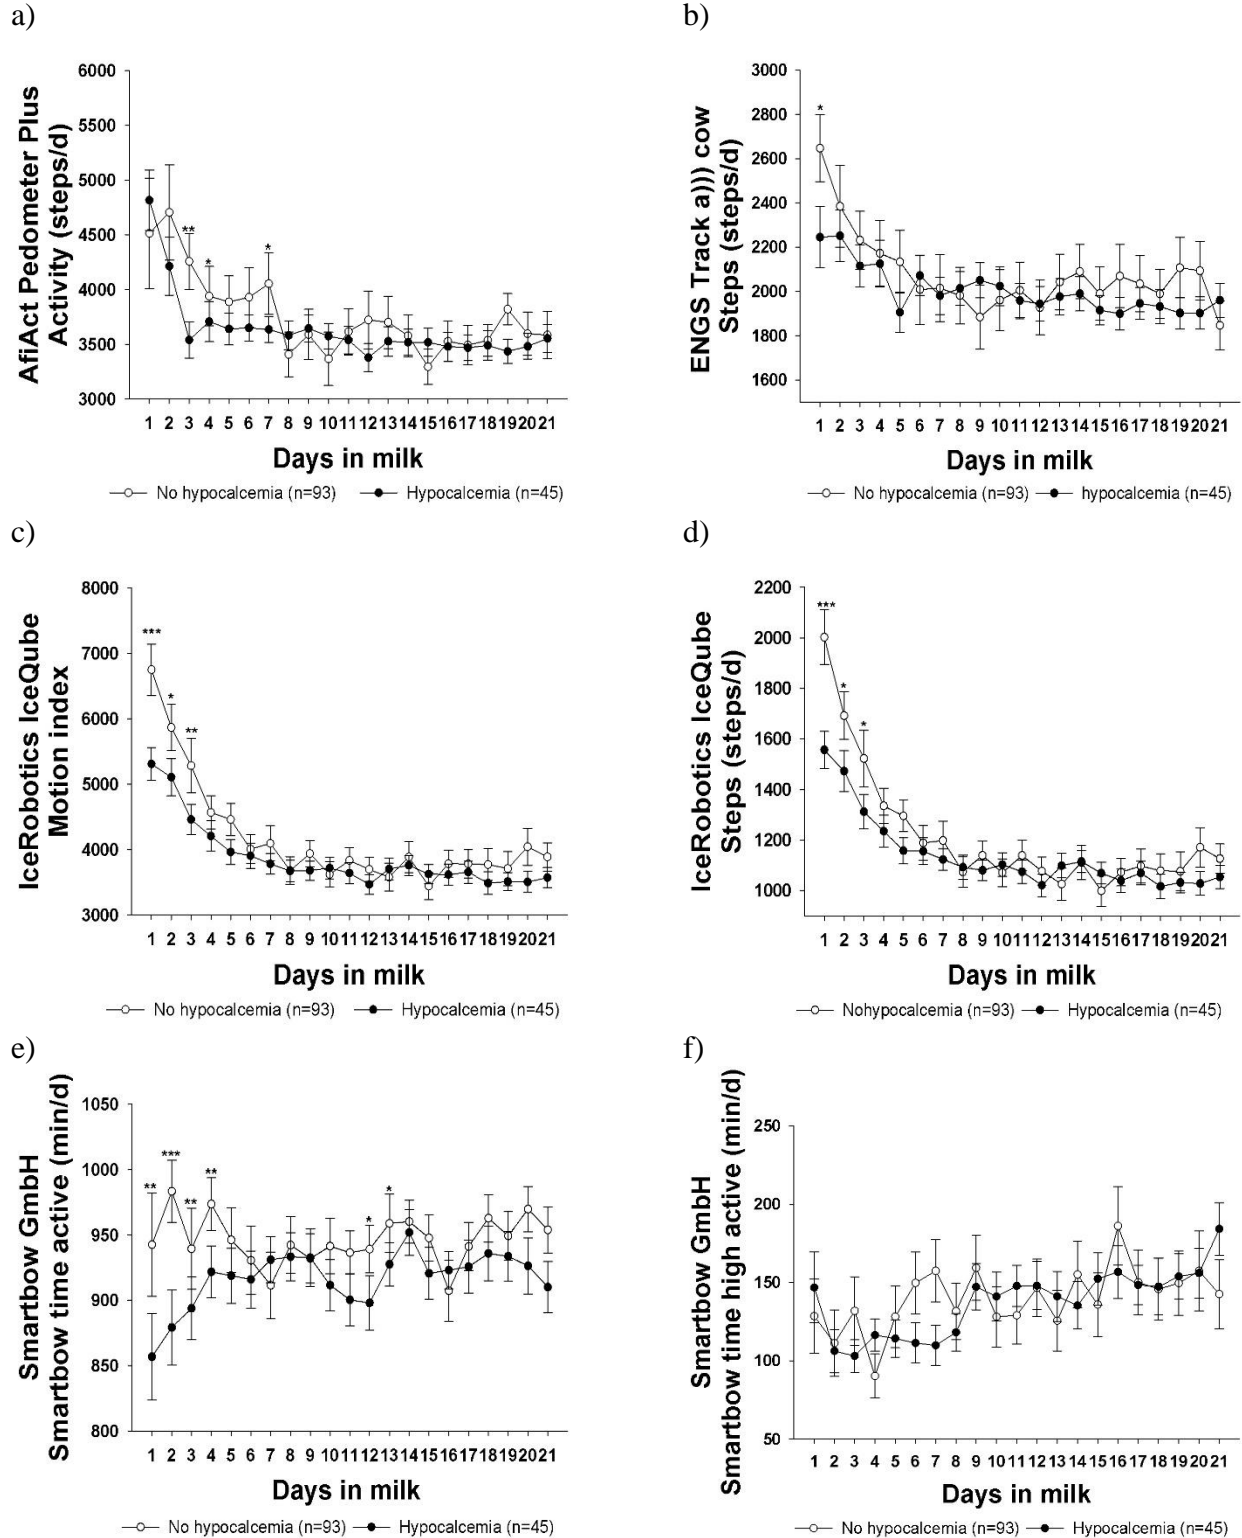 a)
AfiAct Pedometer Plus
Activity (steps/d)
6000
5500
5000
4500
4000
3500
3000
**
*
*
1 2 3 4 5 6 7 8 9 10 11 12 13 14 15 16 17 18 19 20 21
Days in milk
No hypocalcemia (n=93) Hypocalcemia (n=45)
b)
ENGS Track a))) cow
Steps (steps/d)
3000
2800
2600
2400
2200
2000
1800
1600
*
1 2 3 4 5 6 7 8 9 10 11 12 13 14 15 16 17 18 19 20 21
Days in milk
No hypocalcemia (n=93) hypocalcemia (n=45)
c)
IceRobotics IceQube
Motion index
8000
7000
6000
5000
4000
3000
***
*
**
1 2 3 4 5 6 7 8 9 10 11 12 13 14 15 16 17 18 19 20 21
Days in milk
No hypocalcemia (n=93) Hypocalcemia (n=45)
d)
IceRobotics IceQube
Steps (steps/d)
2200
2000
1800
1600
1400
1200
1000
***
*
*
1 2 3 4 5 6 7 8 9 10 11 12 13 14 15 16 17 18 19 20 21
Days in milk
Nohypocalcemia (n=93) Hypocalcemia (n=45)
e)
Smartbow GmbH
Smartbow time active (min/d)
1050
1000
950
900
850
800
**
***
**
**
*
*
1 2 3 4 5 6 7 8 9 10 11 12 13 14 15 16 17 18 19 20 21
Days in milk
No hypocalcemia (n=93) Hypocalcemia (n=45)
f)
Smartbow GmbH
Smartbow time high active (min/d)
250
200
150
100
50
1 2 3 4 5 6 7 8 9 10 11 12 13 14 15 16 17 18 19 20 21
Days in milk
No hypocalcemia (n=93) Hypocalcemia (n=45)